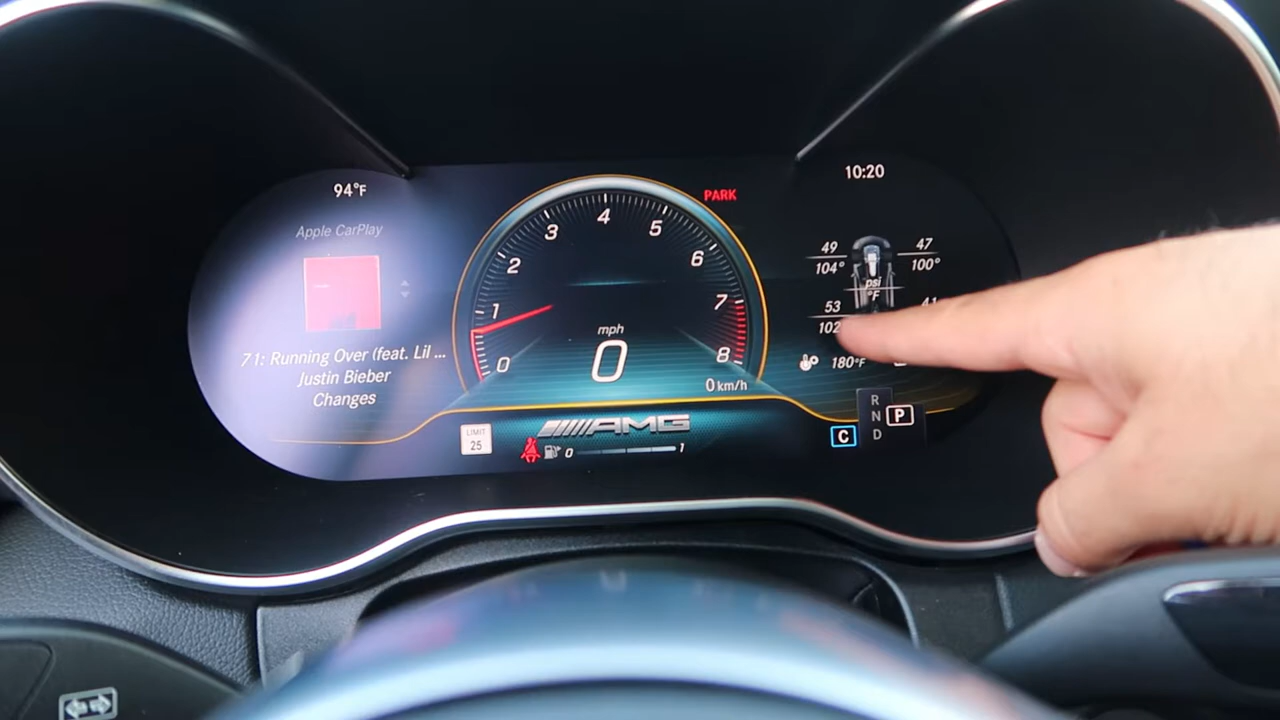 94°F
10:20
PARK
Apple CarPlay
71: Running Over (feat. Lil ...
Justin Bieber
Changes
0
1
2
3
4
5
6
7
8
mph
0
0 km/h
49
104°
47
100°
psi
°F
53
102
41
180°F
LIMIT
25
AMG
0
1
C
R
N
D
P